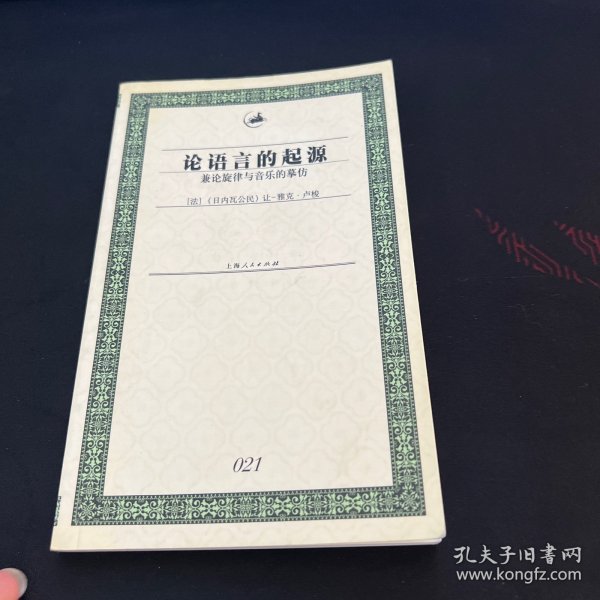 论语言的起源
兼论旋律与音乐的摹仿
[法]（日内瓦公民）让-雅克·卢梭
上海人民出版社
021
孔夫子旧书网
www.kongfz.com